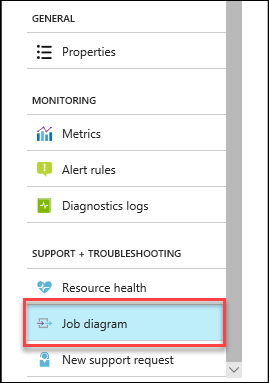 GENERAL
Properties
MONITORING
Metrics
Alert rules
Diagnostics logs
SUPPORT + TROUBLESHOOTING
Resource health
Job diagram
New support request